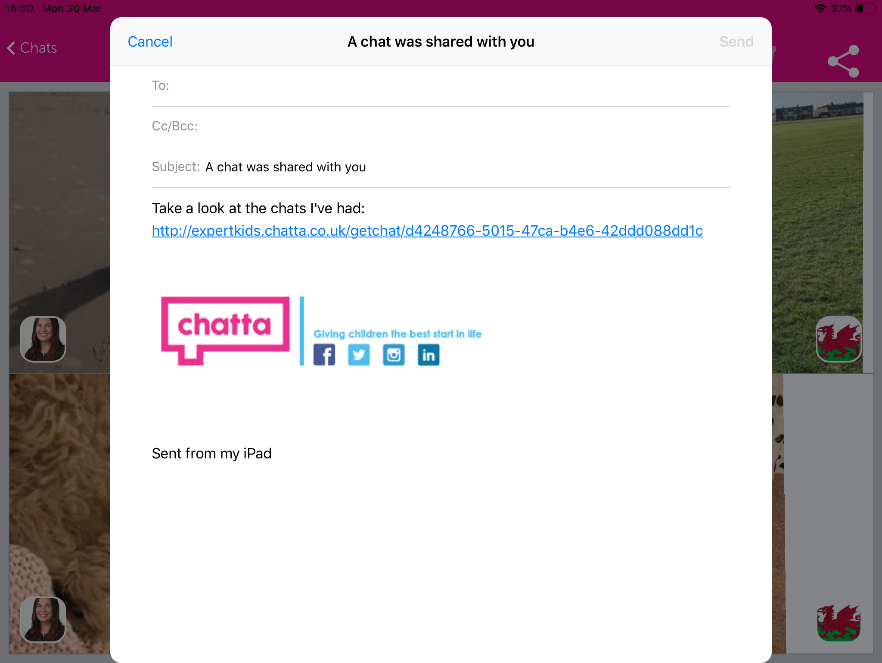 16:00 Mon 30 Mar
37%
Chats
Cancel
A chat was shared with you
Send
To:
Cc/Bcc:
Subject: A chat was shared with you
Take a look at the chats I've had:
http://expertkids.chatta.co.uk/getchat/d4248766-5015-47ca-b4e6-42ddd088dd1c
chatta
Giving children the best start in life
f
in
Sent from my iPad